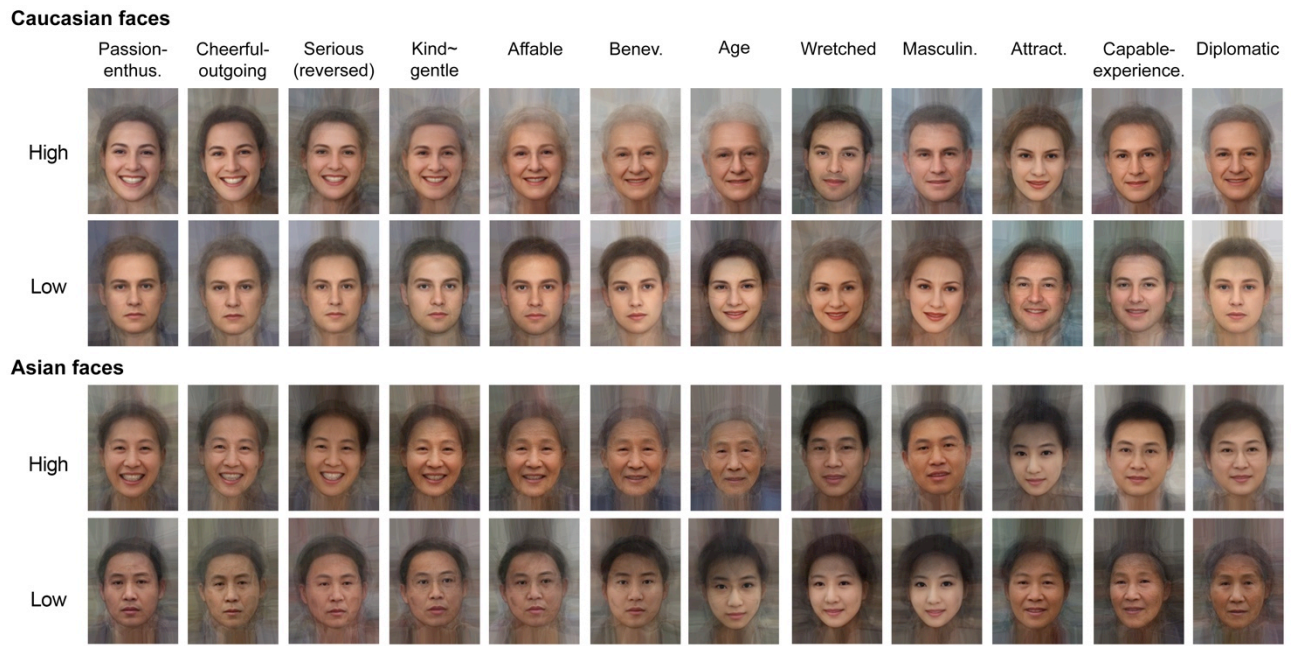 Caucasian faces
Passion-
enthus.
Cheerful-
outgoing
Serious
(reversed)
Kind~
gentle
Affable
Benev.
Age
Wretched
Masculin.
Attract.
Capable-
experience.
Diplomatic
High
Low
Asian faces
High
Low